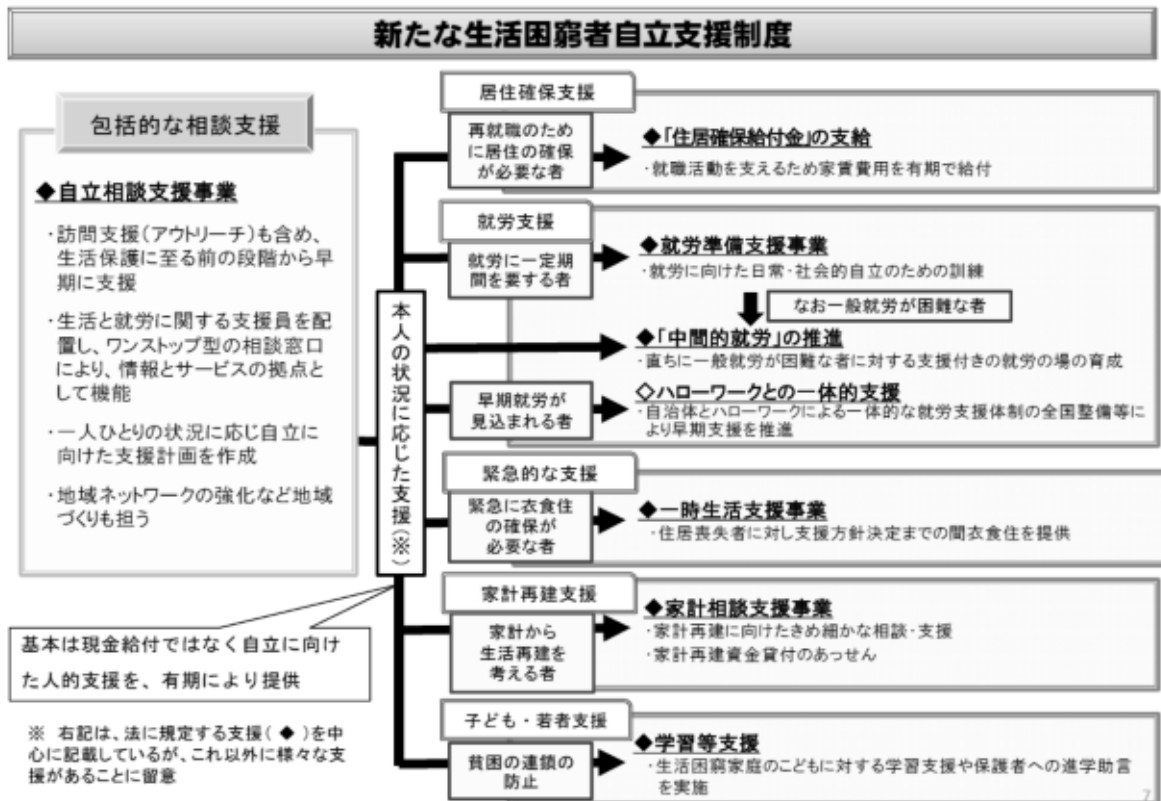 新たな生活困窮者自立支援制度
包括的な相談支援
◆自立相談支援事業
・訪問支援(アウトリーチ)も含め、
生活保護に至る前の段階から早
期に支援
・生活と就労に関する支援員を配
置し、ワンストップ型の相談窓口
により、情報とサービスの拠点と
して機能
・一人ひとりの状況に応じ自立に
向けた支援計画を作成
・地域ネットワークの強化など地域
づくりも担う
基本は現金給付ではなく自立に向け
た人的支援を、有期により提供
※ 右記は、法に規定する支援(◆)を中
心に記載しているが、これ以外に様々な支
援があることに留意
本人の状況に応じた支援(※)
居住確保支援
再就職のため
に居住の確保
が必要な者
◆「住居確保給付金」の支給
・就職活動を支えるため家賃費用を有期で給付
就労支援
就労に一定期
間を要する者
◆就労準備支援事業
・就労に向けた日常・社会的自立のための訓練
なお一般就労が困難な者
◆「中間的就労」の推進
・直ちに一般就労が困難な者に対する支援付きの就労の場の育成
早期就労が
見込まれる者
◇ハローワークとの一体的支援
・自治体とハローワークによる一体的な就労支援体制の全国整備等に
より早期支援を推進
緊急的な支援
緊急に衣食住
の確保が
必要な者
◆一時生活支援事業
・住居喪失者に対し支援方針決定までの間衣食住を提供
家計再建支援
家計から
生活再建を
考える者
◆家計相談支援事業
・家計再建に向けたきめ細かな相談・支援
・家計再建資金貸付のあっせん
子ども・若者支援
貧困の連鎖の
防止
◆学習等支援
・生活困窮家庭のこどもに対する学習支援や保護者への進学助言
を実施
7